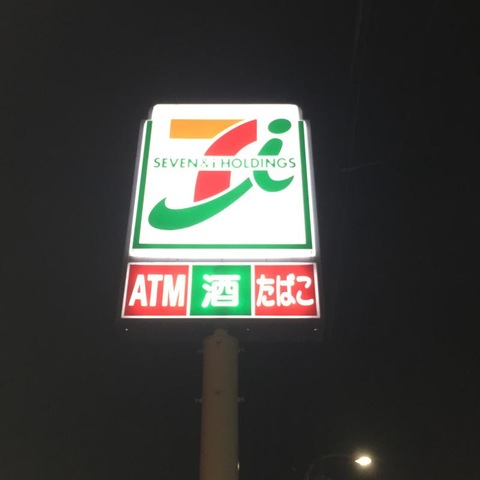 SEVEN & i HOLDINGS
ATM 酒 たばこ